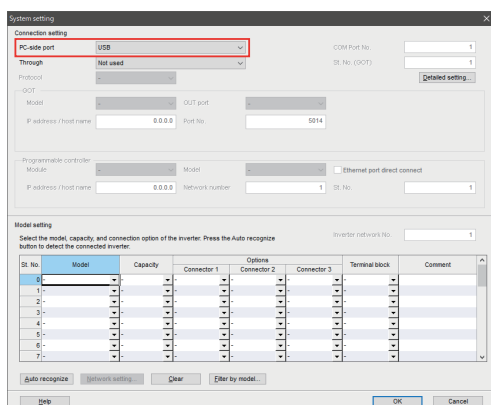 System setting
Connection setting
PC-side port USB COM Port No. 1
Through Not used St. No. (GOT) 1
Protocol - Detailed setting...
GOT
Model - OUT port -
IP address / host name 0.0.0.0 Port No. 5014
Programmable controller
Module - Model - Ethernet port direct connect
IP address / host name 0.0.0.0 Network number 1 St. No. 1
Model setting
Select the model, capacity, and connection option of the inverter. Press the Auto recognize Inverter network No. 1
button to detect the connected inverter.
St. No. Model Capacity Options Terminal block Comment
Connector 1 Connector 2 Connector 3
0 - - - - - -
1 - - - - - -
2 - - - - - -
3 - - - - - -
4 - - - - - -
5 - - - - - -
6 - - - - - -
7 - - - - - -
Auto recognize Network setting... Clear Filter by model...
Help OK Cancel